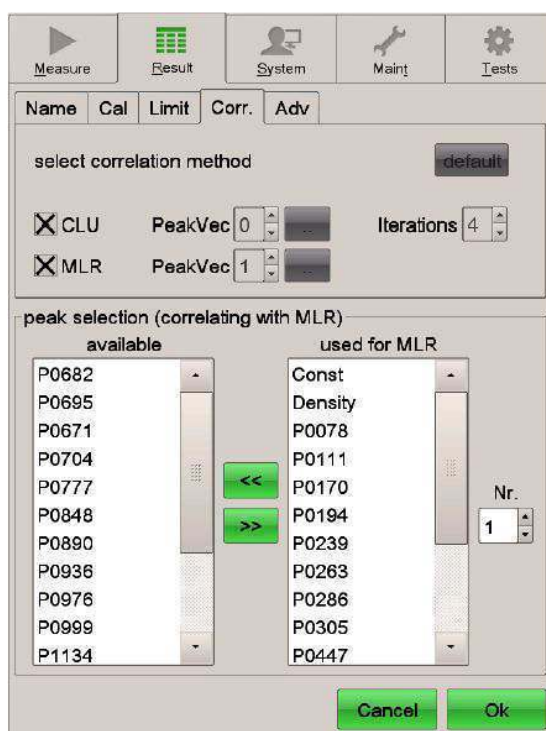 Measure Result System Maint Tests
Name Cal Limit Corr. Adv
select correlation method default
CLU PeakVec 0 .. Iterations 4
MLR PeakVec 1 ..
peak selection (correlating with MLR)
available used for MLR
P0682 Const
P0695 Density
P0671 P0078
P0704 P0111
P0777 << P0170 Nr.
P0848 >> P0194 1
P0890 P0239
P0936 P0263
P0976 P0286
P0999 P0305
P1134 P0447
Cancel Ok